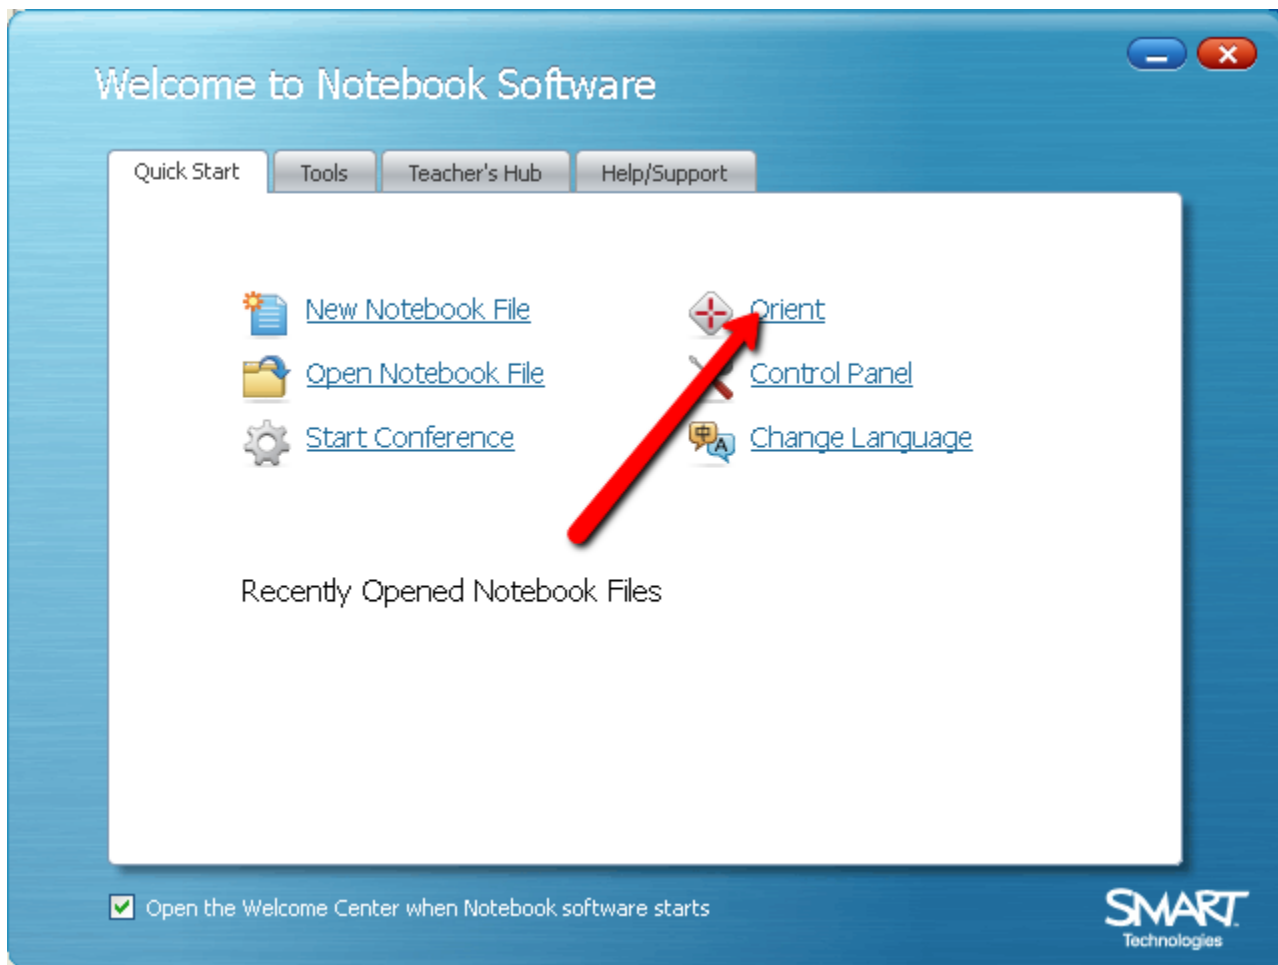 Welcome to Notebook Software
Quick Start
Tools
Teacher's Hub
Help/Support
New Notebook File
Orient
Open Notebook File
Control Panel
Start Conference
中
A
Change Language
Recently Opened Notebook Files
Open the Welcome Center when Notebook software starts
SMART
Technologies